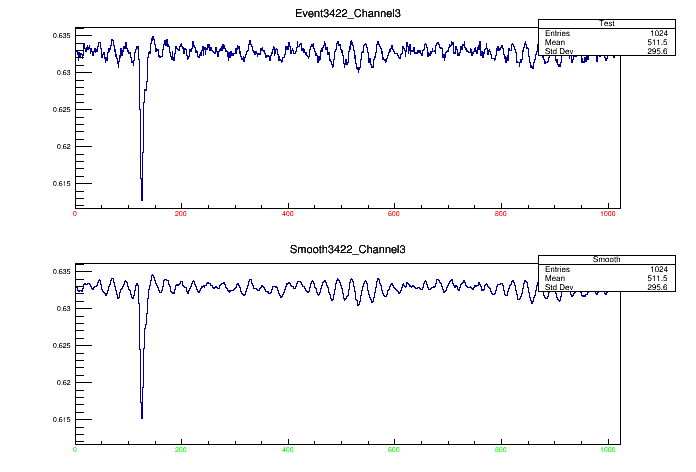 Event3422_Channel3
Test
Entries 1024
Mean 511.5
Std Dev 295.6
0.635
0.63
0.625
0.62
0.615
0 200 400 600 800 1000
Smooth3422_Channel3
Smooth
Entries 1024
Mean 511.5
Std Dev 295.6
0.635
0.63
0.625
0.62
0.615
0 200 400 600 800 1000